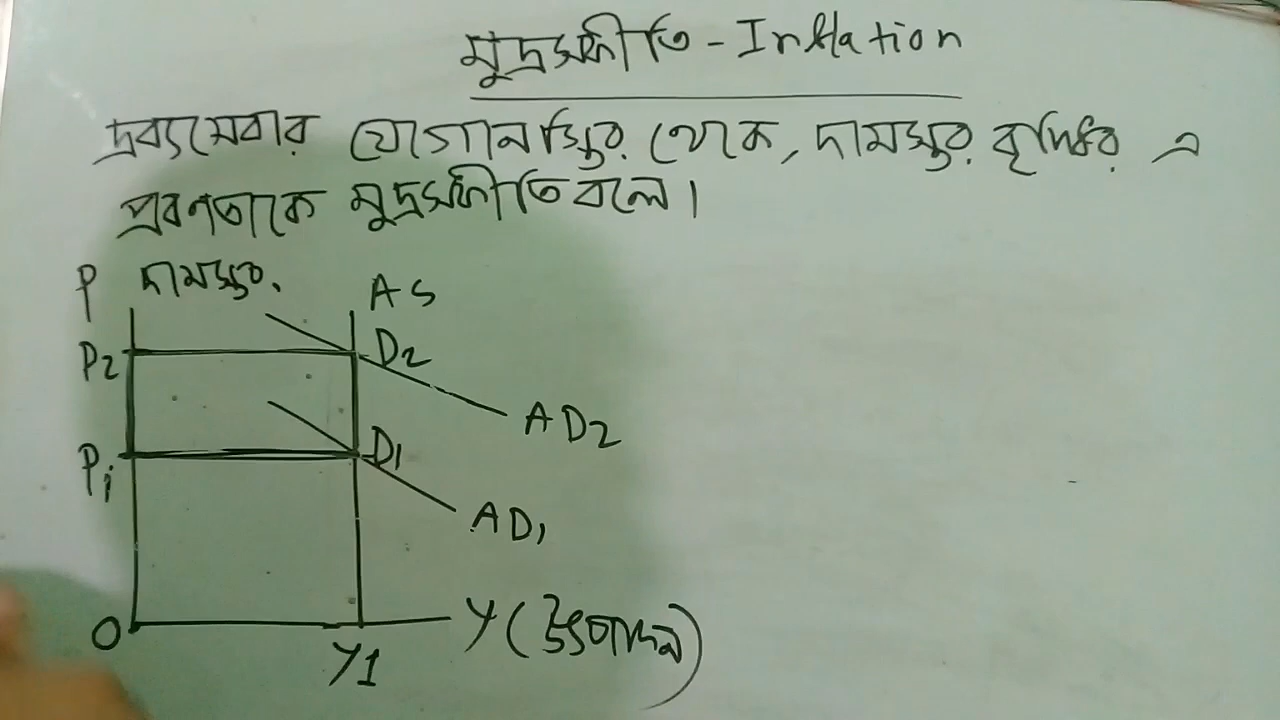 মুদ্রাস্ফীতি - Inflation
দ্রব্যসেবার যোগানস্থির থেকে, দামস্তর বৃদ্ধির এ
প্রবণতাকে মুদ্রাস্ফীতি বলে।
P দামস্তর. AS
P2 D2
AD2
P1 D1
AD1
O Y1 Y (উৎপাদন)